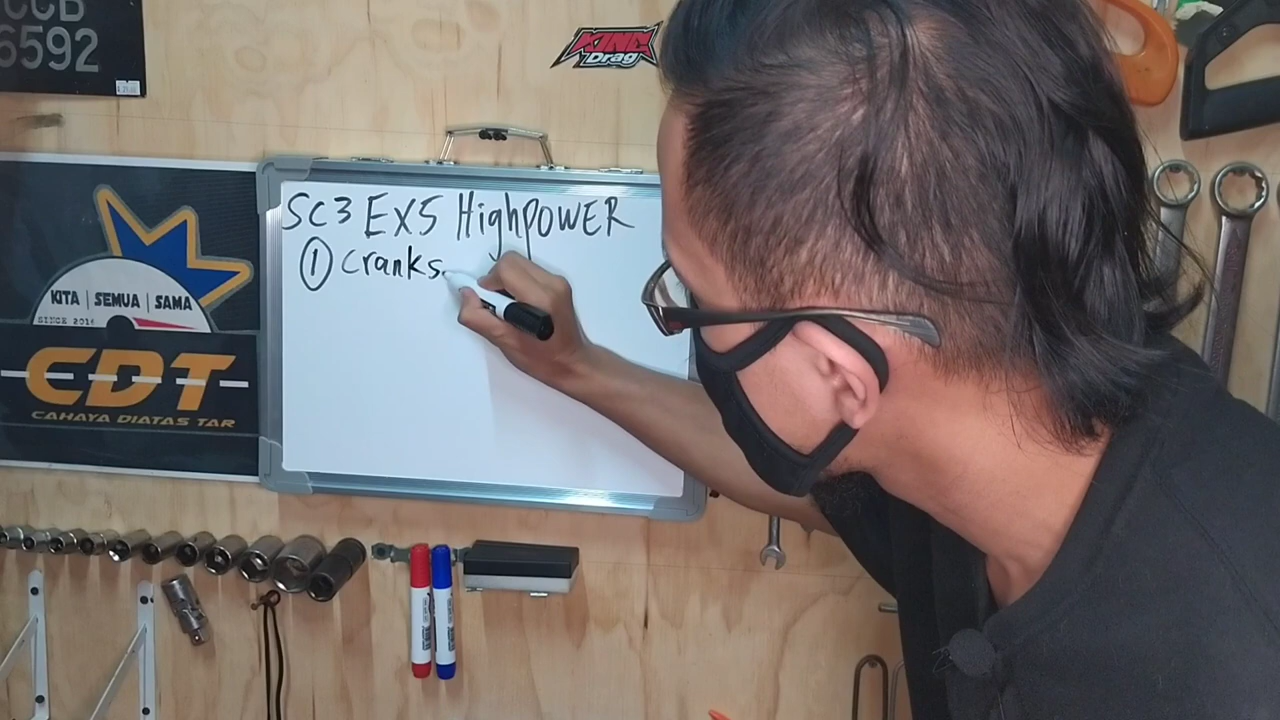 CCB
6592
KING
Drag
SC3 EX5 HighPOWER
① cranks
KITA | SEMUA | SAMA
SINCE 2016
CDT
CAHAYA DIATAS TAR